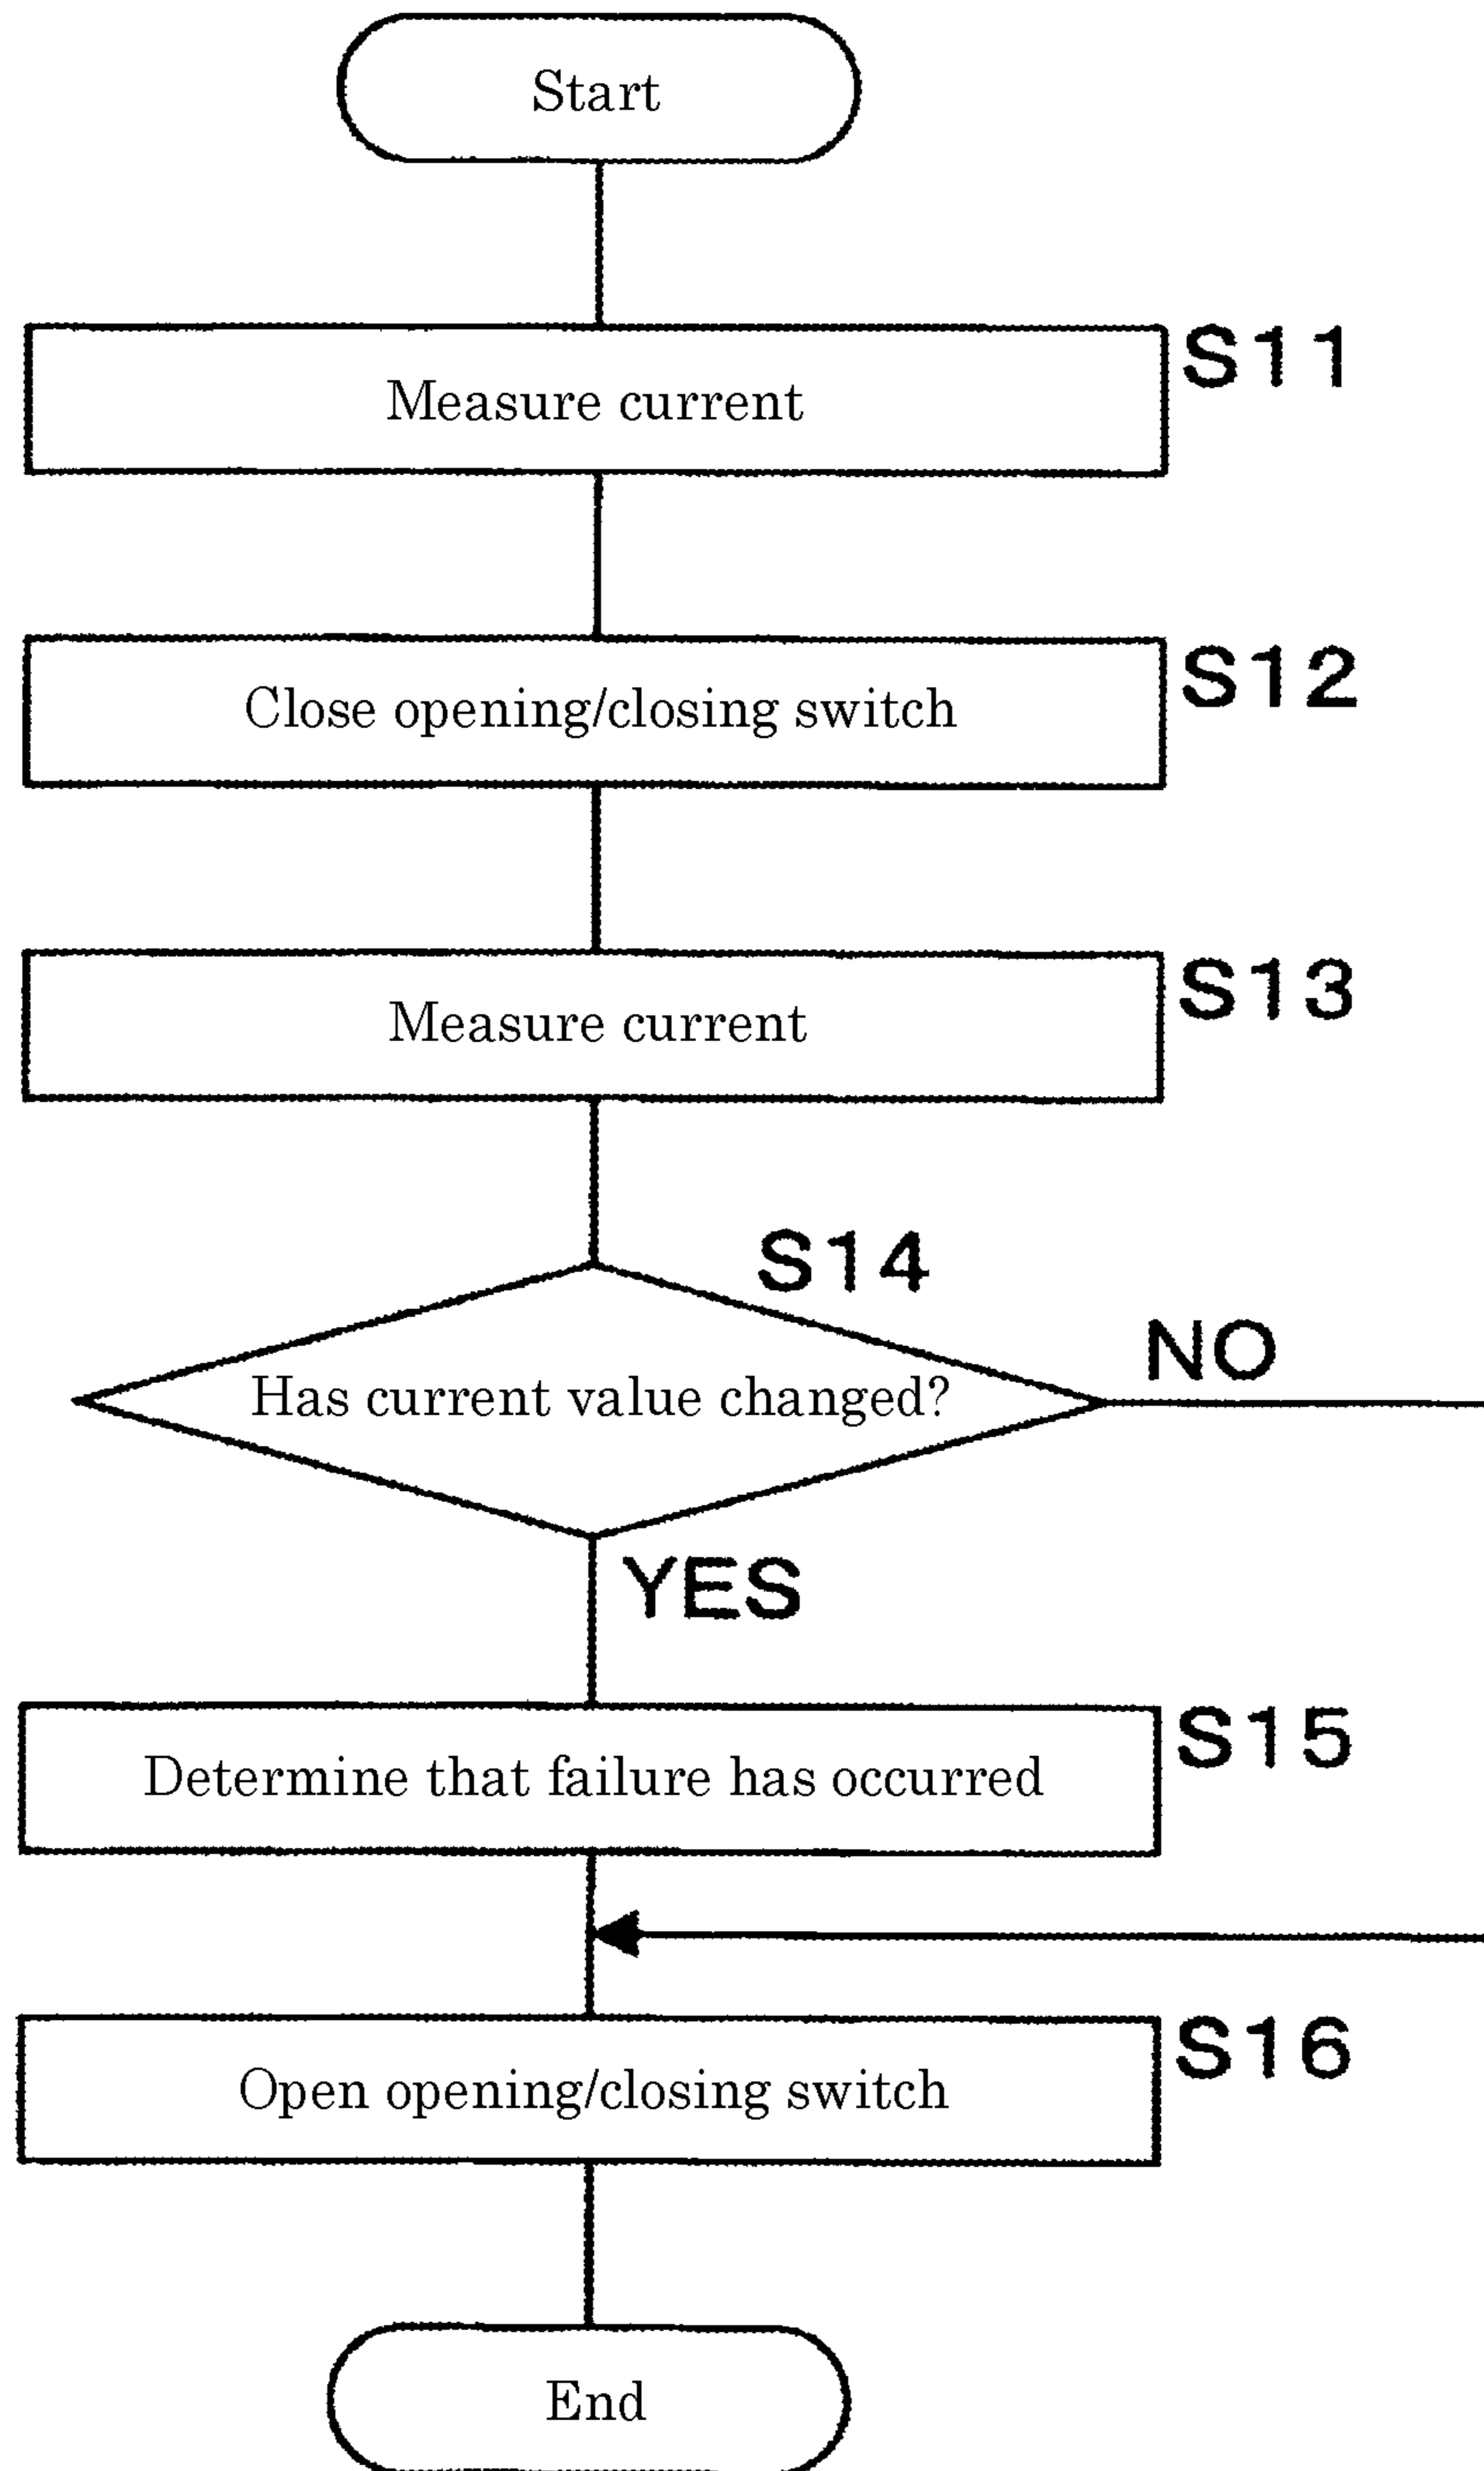 Start
Measure current
S11
Close opening/closing switch
S12
Measure current
S13
S14
Has current value changed?
NO
YES
Determine that failure has occurred
S15
Open opening/closing switch
S16
End